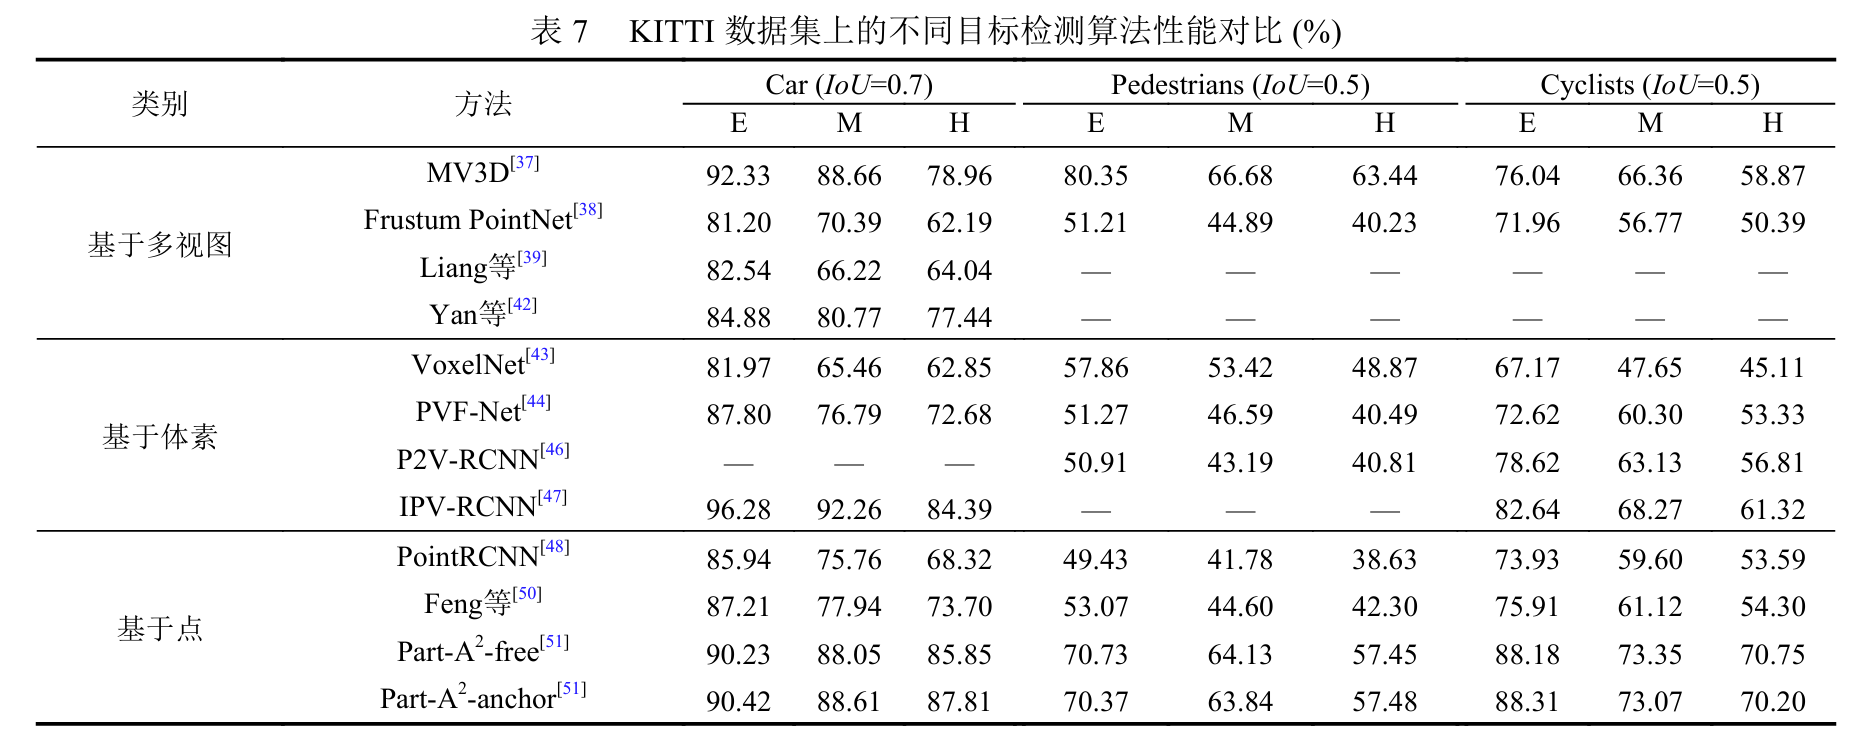 表 7 KITTI 数据集上的不同目标检测算法性能对比 (%)
类别 方法 Car (IoU=0.7) Pedestrians (IoU=0.5) Cyclists (IoU=0.5)
E M H E M H E M H
基于多视图
MV3D[37] 92.33 88.66 78.96 80.35 66.68 63.44 76.04 66.36 58.87
Frustum PointNet[38] 81.20 70.39 62.19 51.21 44.89 40.23 71.96 56.77 50.39
Liang等[39] 82.54 66.22 64.04 — — — — — —
Yan等[42] 84.88 80.77 77.44 — — — — — —
基于体素
VoxelNet[43] 81.97 65.46 62.85 57.86 53.42 48.87 67.17 47.65 45.11
PVF-Net[44] 87.80 76.79 72.68 51.27 46.59 40.49 72.62 60.30 53.33
P2V-RCNN[46] — — — 50.91 43.19 40.81 78.62 63.13 56.81
IPV-RCNN[47] 96.28 92.26 84.39 — — — 82.64 68.27 61.32
基于点
PointRCNN[48] 85.94 75.76 68.32 49.43 41.78 38.63 73.93 59.60 53.59
Feng等[50] 87.21 77.94 73.70 53.07 44.60 42.30 75.91 61.12 54.30
Part-A²-free[51] 90.23 88.05 85.85 70.73 64.13 57.45 88.18 73.35 70.75
Part-A²-anchor[51] 90.42 88.61 87.81 70.37 63.84 57.48 88.31 73.07 70.20